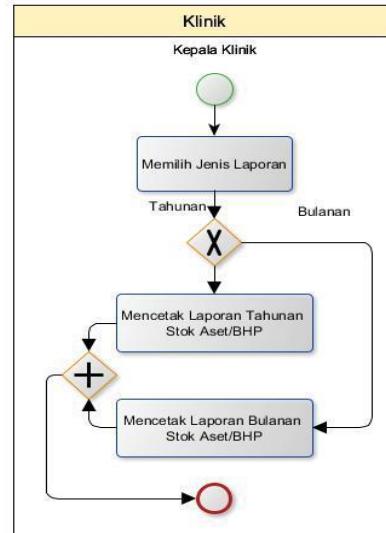 Klinik
Kepala Klinik
Memilih Jenis Laporan
Tahunan
Bulanan
X
Mencetak Laporan Tahunan
Stok Aset/BHP
Mencetak Laporan Bulanan
Stok Aset/BHP